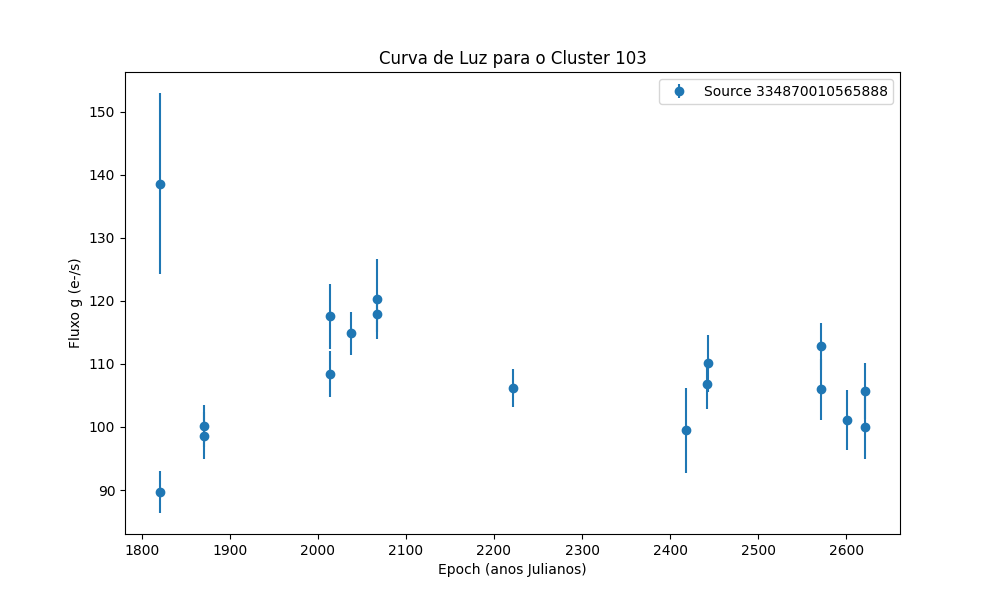 Curva de Luz para o Cluster 103
Source 334870010565888
150
140
130
120
110
100
90
Fluxo g (e-/s)
1800 1900 2000 2100 2200 2300 2400 2500 2600
Epoch (anos Julianos)